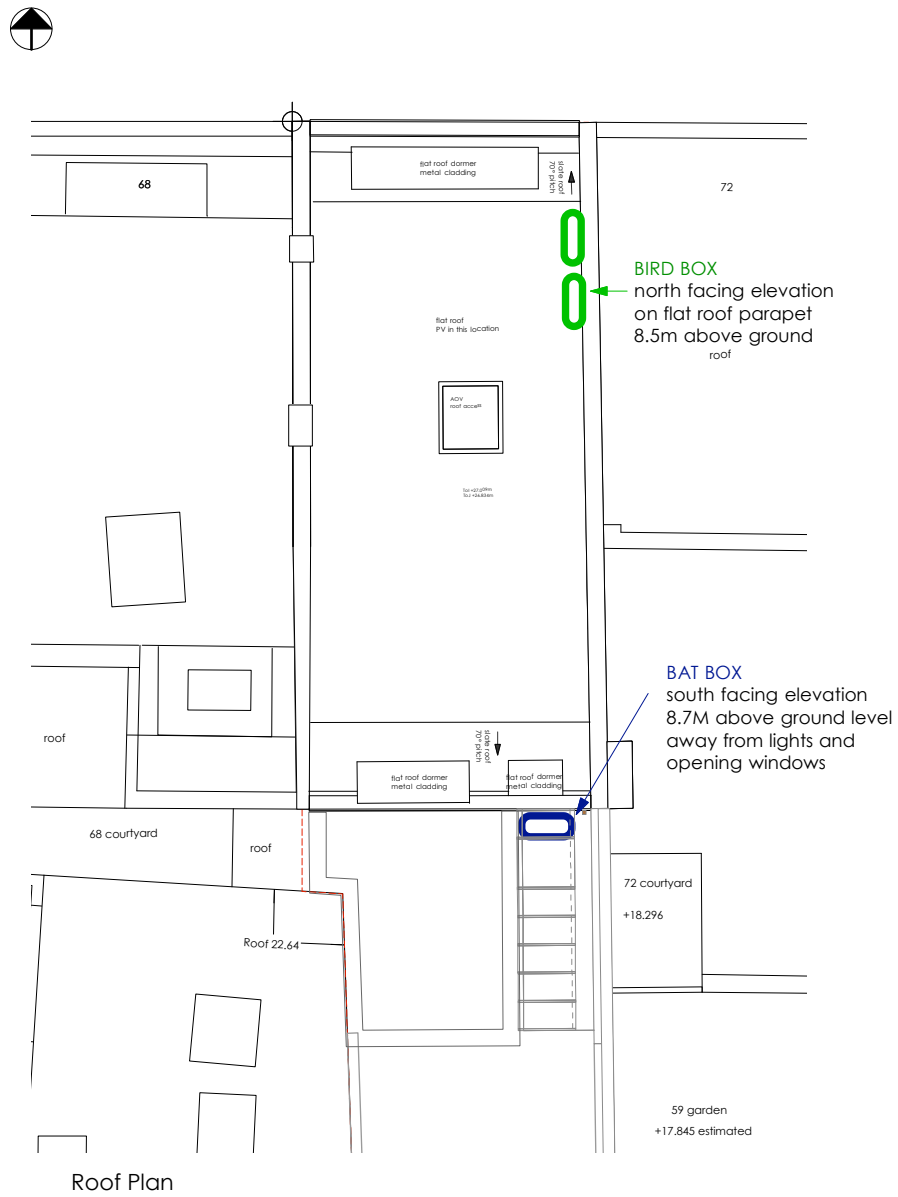 flat roof dormer
metal cladding
slate roof
70° pitch
68
72
BIRD BOX
north facing elevation
on flat roof parapet
8.5m above ground
roof
flat roof
PV in this location
AOV
roof access
BAT BOX
south facing elevation
8.7M above ground level
away from lights and
opening windows
roof
slate roof
70° pitch
flat roof dormer
metal cladding
flat roof dormer
metal cladding
68 courtyard
roof
72 courtyard
+18.296
Roof 22.64
59 garden
+17.845 estimated
Roof Plan